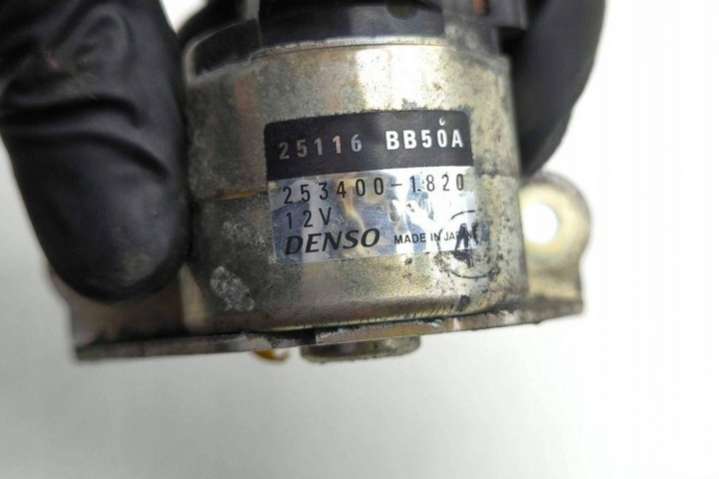 25116 BB50A
253400-1820
12V
DENSO MADE IN JAPAN